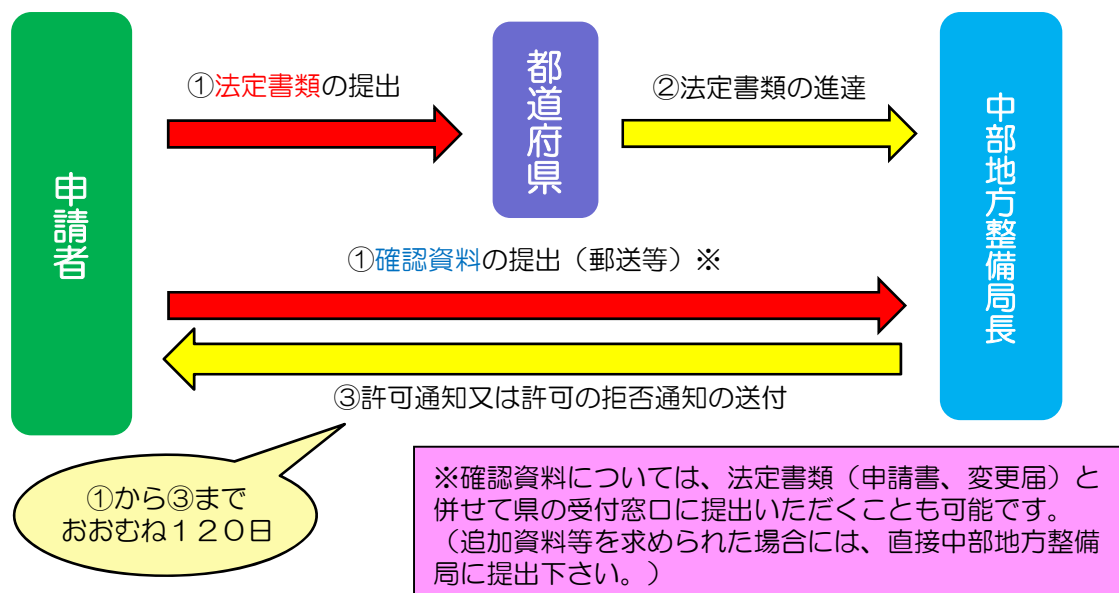 申請者
①法定書類の提出
都道府県
②法定書類の進達
中部地方整備局長
①確認資料の提出（郵送等）※
③許可通知又は許可の拒否通知の送付
①から③まで
おおむね１２０日
※確認資料については、法定書類（申請書、変更届）と
併せて県の受付窓口に提出いただくことも可能です。
（追加資料等を求められた場合には、直接中部地方整備
局に提出下さい。）